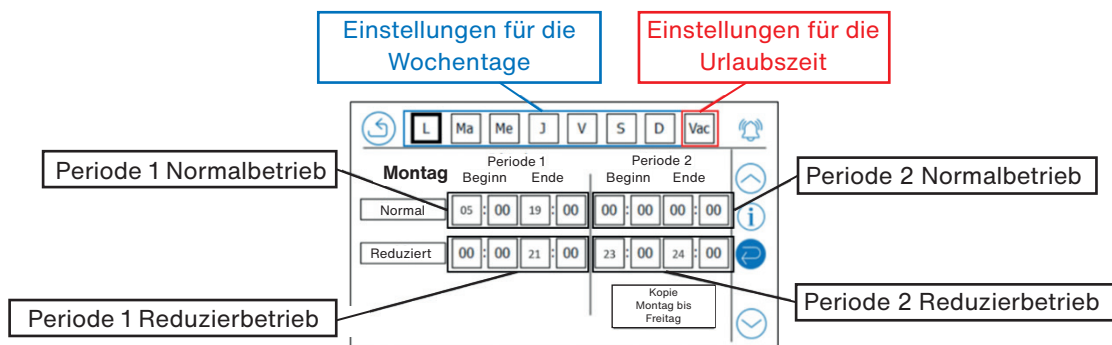 Einstellungen für die
Wochentage
Einstellungen für die
Urlaubszeit
L Ma Me J V S D Vac
Periode 1 Normalbetrieb
Montag
Periode 1
Beginn Ende
Periode 2
Beginn Ende
Periode 2 Normalbetrieb
Normal 05 : 00 19 : 00 00 : 00 00 : 00
i
Reduziert 00 : 00 21 : 00 23 : 00 24 : 00
Kopie
Montag bis
Freitag
Periode 1 Reduzierbetrieb
Periode 2 Reduzierbetrieb